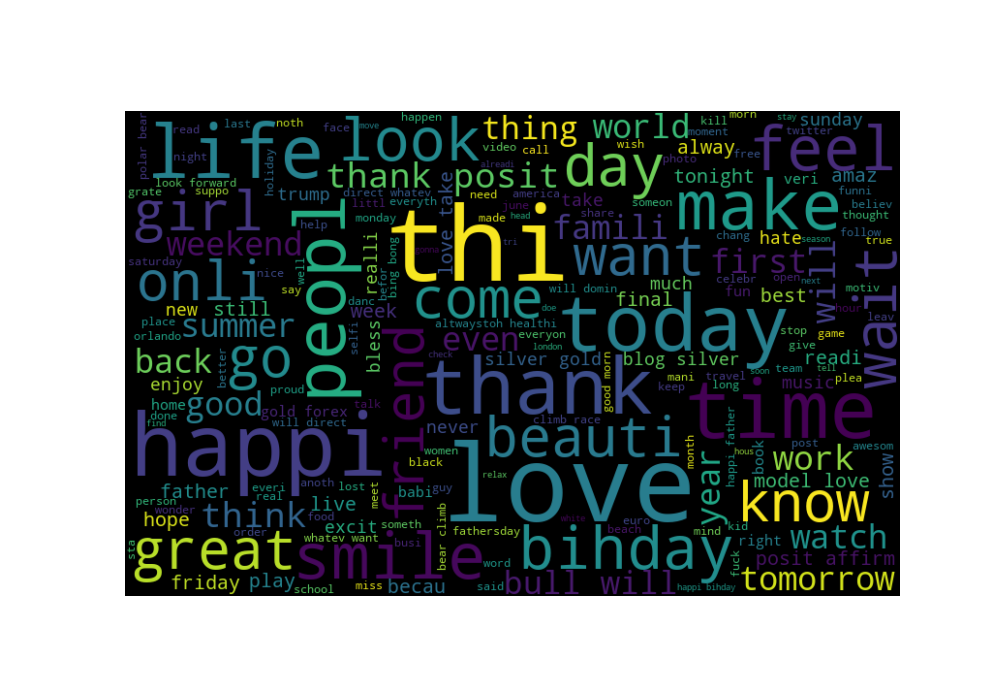 polar bear
read
last
noth
face
move
happen
thing
world
kill
morn
stay
sunday
life
look
video
call
wish
moment
twitter
feel
night
holiday
alreadi
day
alway
photo
free
grate
look forward
suppo
thank posit
need
tonight
veri
amaz
trump
direct
whatev
america
someon
make
funni
girl
littl
everyth
love take
made
june
take
share
believ
thought
help
monday
thi
head
famili
chang
hate
follow
true
weekend
peopl
realli
bing bong
gonna
tri
want
first
will
season
wait
saturday
nice
well
befor
celebr
open
next
onli
say
danc
come
will domin
much
fun
best
motiv
new
still
week
final
hour
leav
place
summer
selfi
bless
altwaystoh healthi
everyon
doe
today
stop
game
orlando
even
london
give
back
go
better
friend
check
silver gold
good morn
blog silver
readi
enjoy
proud
thank
mani
travel
soon
team
tell
keep
long
music
plea
home
good
gold forex
talk
time
done
will direct
never
climb race
happi father
find
happi
beauti
month
year
book
post
awesom
women
hous
work
show
black
love
relax
model love
father
everi
real
anoth
lost
meet
babi
guy
know
person
live
wonder
think
food
white
euro
kid
hope
order
excit
someth
bear climb
fathersday
beach
mind
right
watch
sta
great
whatev want
smile
busi
word
bihday
fuck
posit affirm
friday
play
school
miss
becau
said
bull will
happi bihday
tomorrow